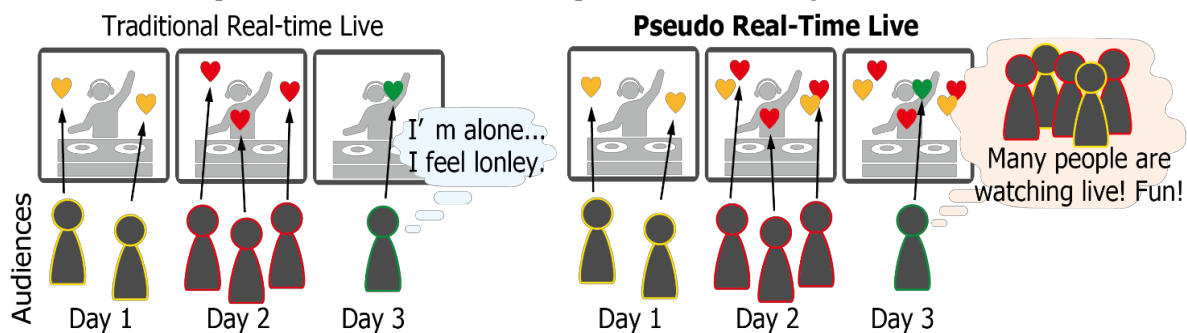 Traditional Real-time Live
I’ m alone...
I feel lonley.
Audiences
Day 1
Day 2
Day 3
Pseudo Real-Time Live
Many people are
watching live! Fun!
Day 1
Day 2
Day 3